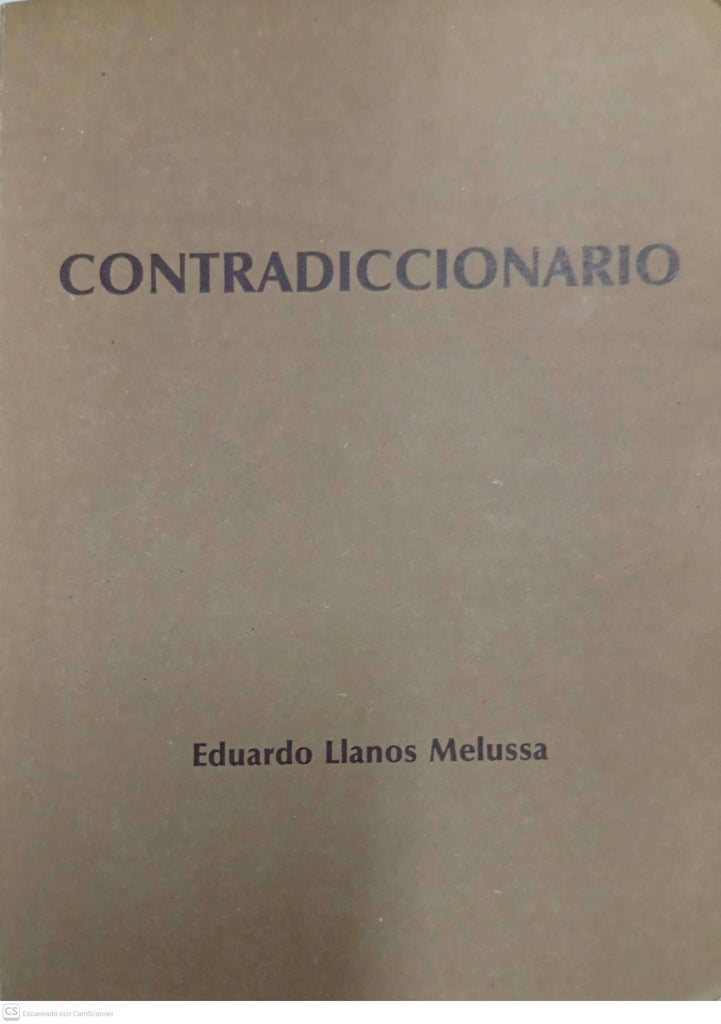 CONTRADICCIONARIO
Eduardo Llanos Melussa
CS Escaneado con CamScanner